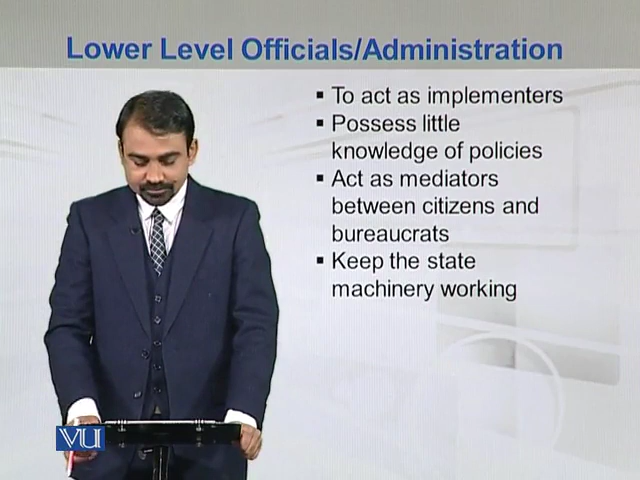 Lower Level Officials/Administration
▪ To act as implementers
▪ Possess little
knowledge of policies
▪ Act as mediators
between citizens and
bureaucrats
▪ Keep the state
machinery working
VU